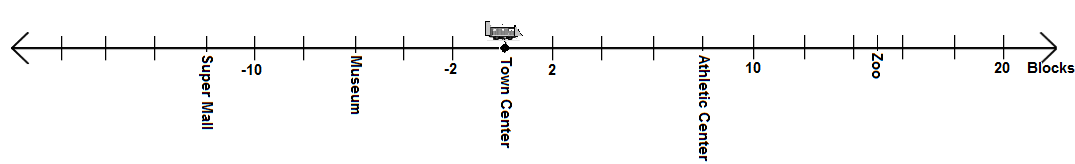 Super Mall
-10
Museum
-2
Town Center
2
Athletic Center
10
Zoo
20
Blocks